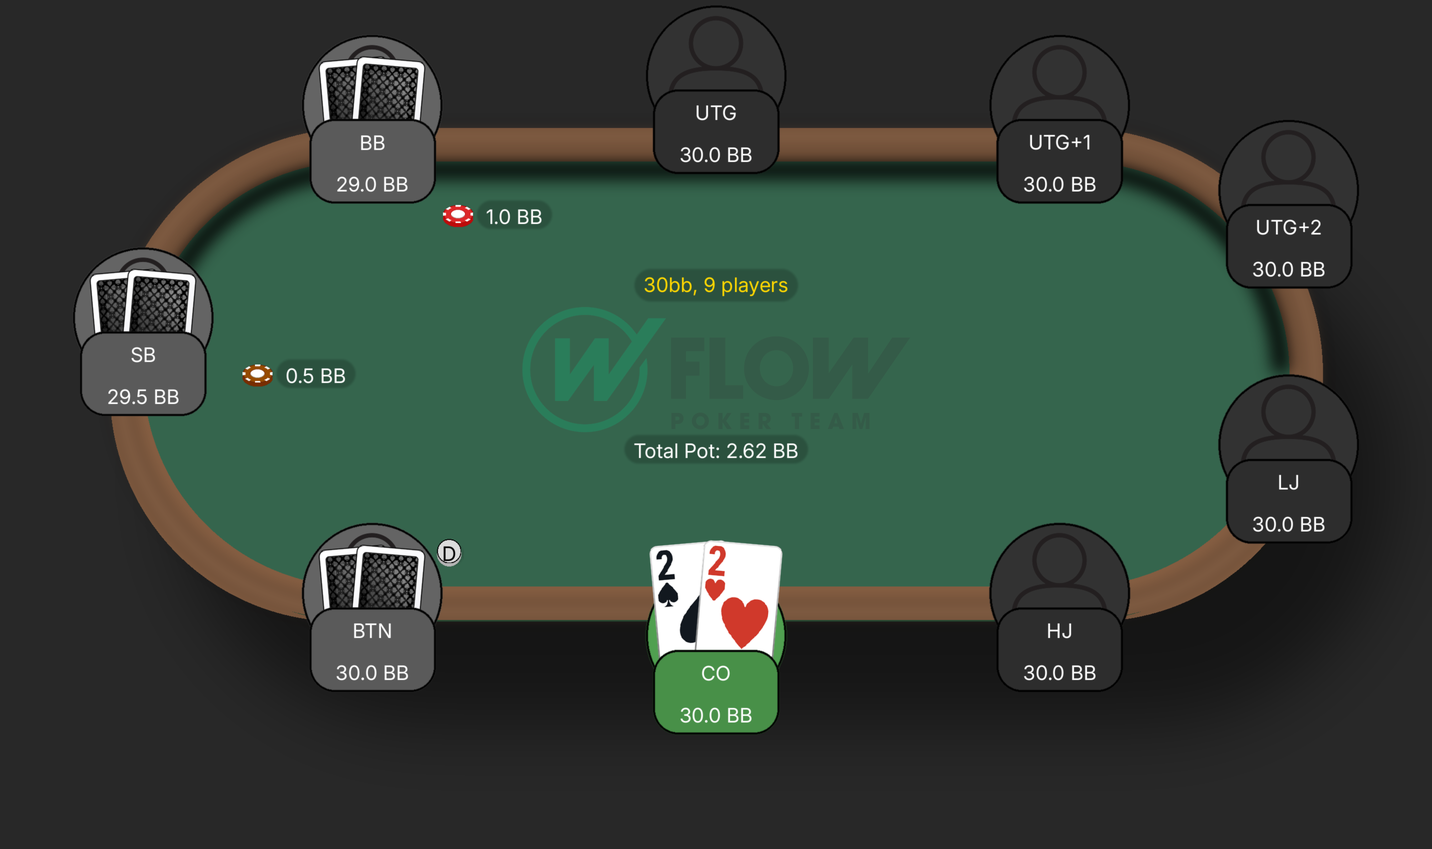 UTG
30.0 BB
BB
29.0 BB
UTG+1
30.0 BB
UTG+2
30.0 BB
1.0 BB
30bb, 9 players
SB
29.5 BB
0.5 BB
W FLOW
POKER TEAM
Total Pot: 2.62 BB
LJ
30.0 BB
D
BTN
30.0 BB
2
2
CO
30.0 BB
HJ
30.0 BB